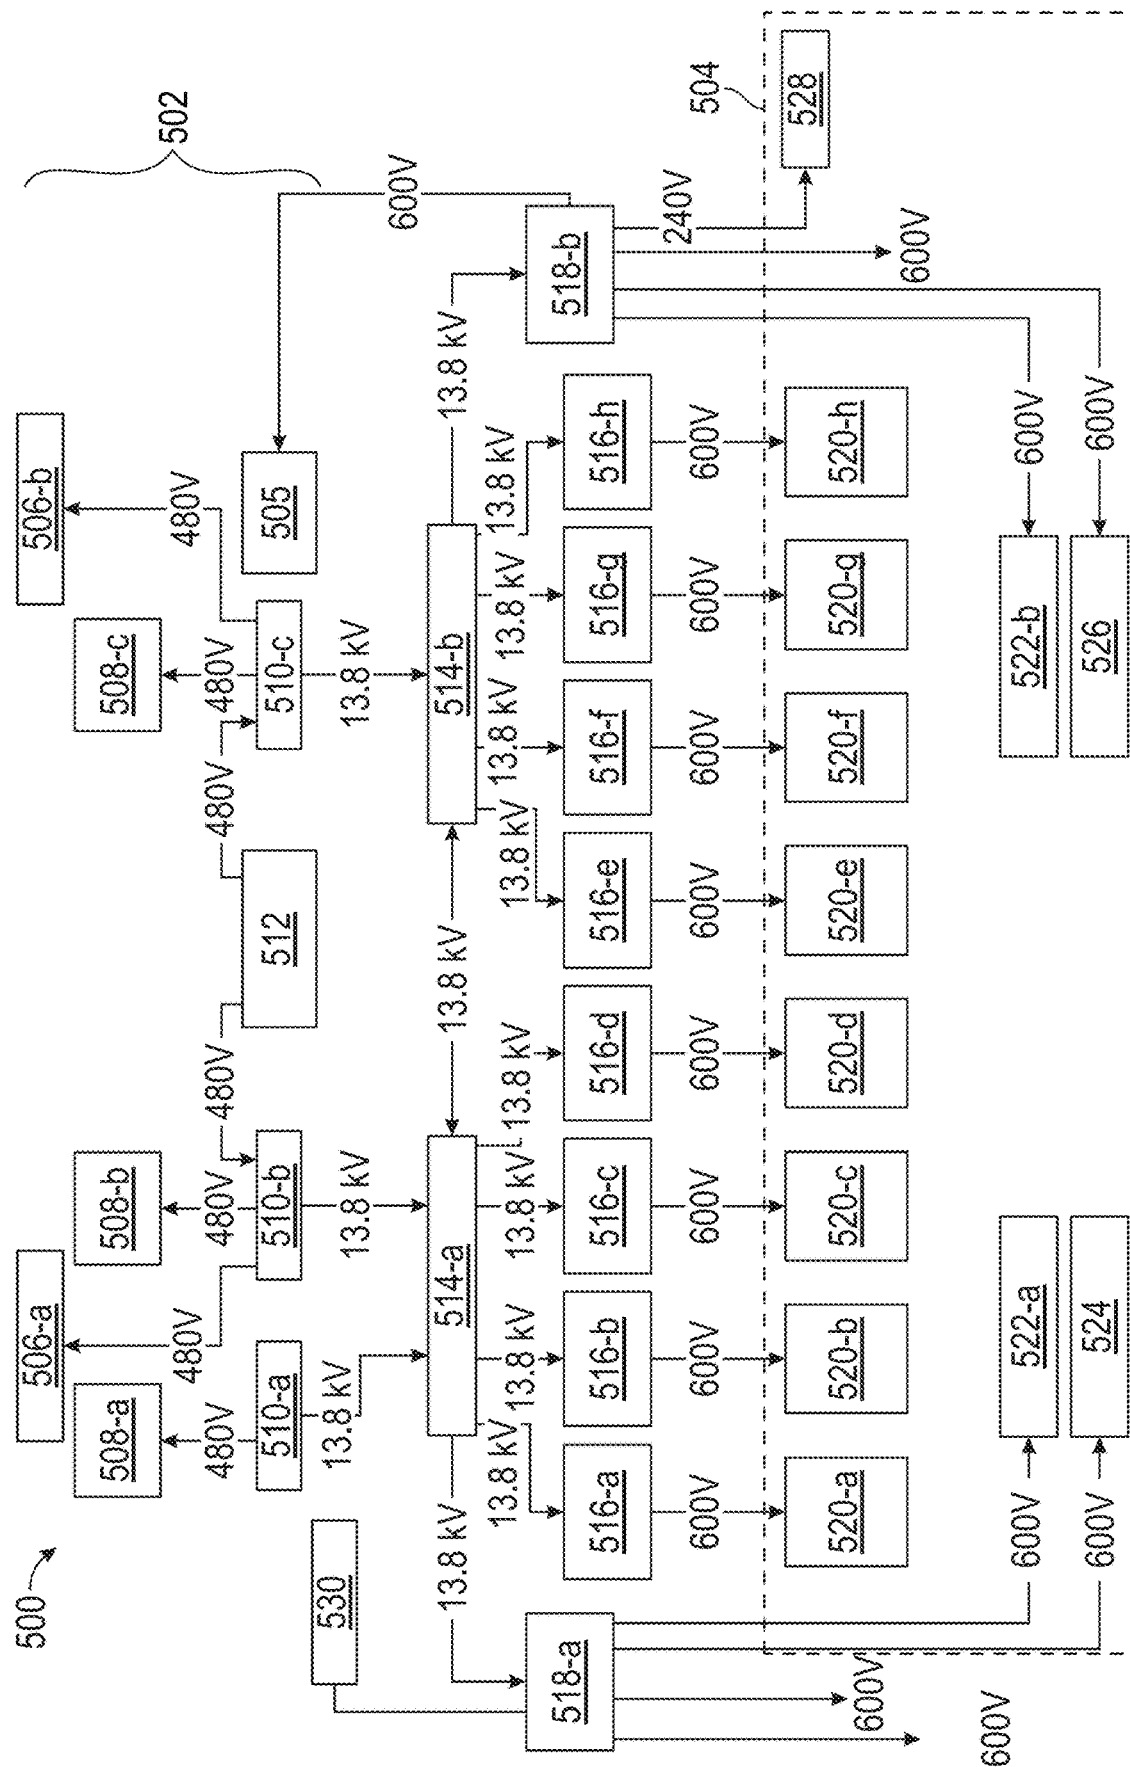 500
502
506-a
506-b
508-a
508-b
508-c
480V
480V
480V
480V
480V
480V
480V
510-a
510-b
512
510-c
505
530
13.8 kV
13.8 kV
13.8 kV
600V
514-a
514-b
13.8 kV
13.8 kV
13.8 kV
13.8 kV
13.8 kV
13.8 kV
13.8 kV
13.8 kV
13.8 kV
13.8 kV
13.8 kV
518-a
516-a
516-b
516-c
516-d
516-e
516-f
516-g
516-h
518-b
600V
600V
600V
600V
600V
600V
600V
600V
240V
504
520-a
520-b
520-c
520-d
520-e
520-f
520-g
520-h
528
600V
600V
600V
600V
522-a
522-b
600V
600V
524
526
600V